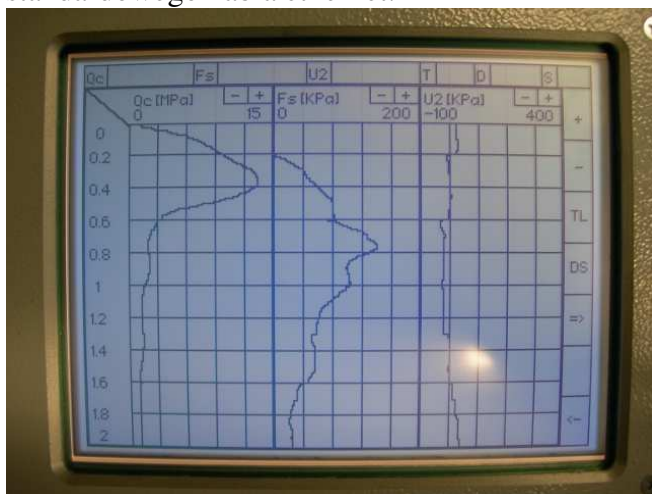 Qc Fs U2 T D S
Qc [MPa] - + Fs [KPa] - + U2 [KPa] - +
0 15 0 200 -100 400 +
0
0.2 -
0.4
0.6 TL
0.8 DS
1
1.2 =>
1.4
1.6
1.8 <-
2